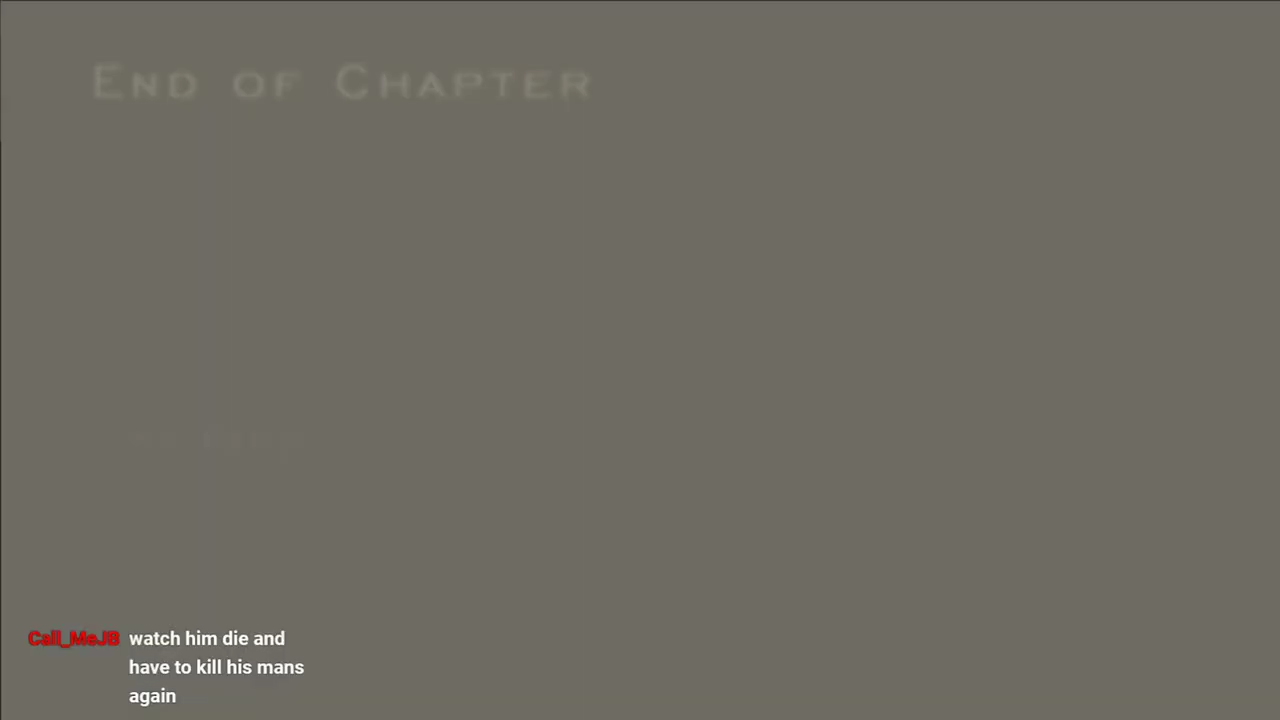 End of Chapter
Call_MeJB watch him die and
have to kill his mans
again